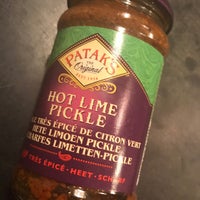 PATAK'S
THE
Original
HOT LIME
PICKLE
TRÈS ÉPICÉ DE CITRON VERT
HETE LIMOEN PICKLE
SCHARFES LIMETTEN-PICKLE
TRÈS ÉPICÉ-HEET-SCHARF